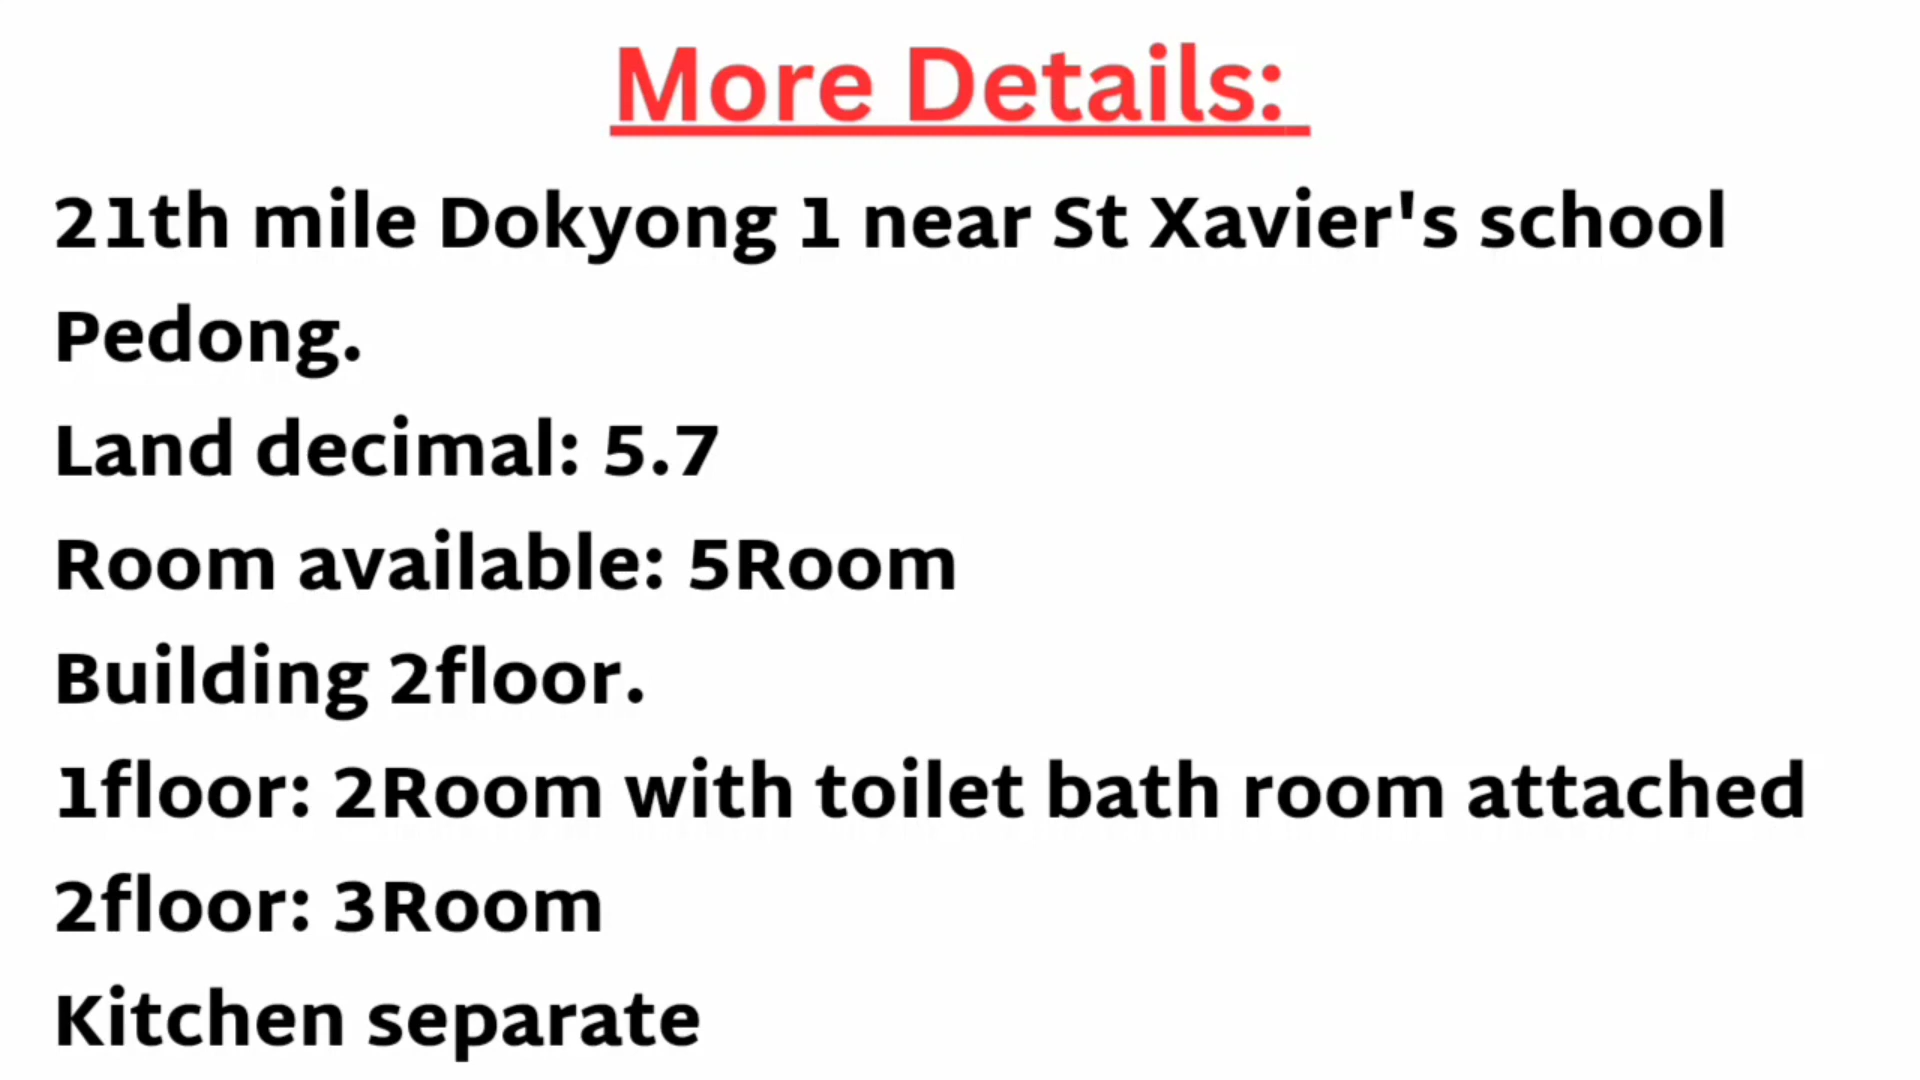 More Details:
21th mile Dokyong 1 near St Xavier's school
Pedong.
Land decimal: 5.7
Room available: 5Room
Building 2floor.
1floor: 2Room with toilet bath room attached
2floor: 3Room
Kitchen separate